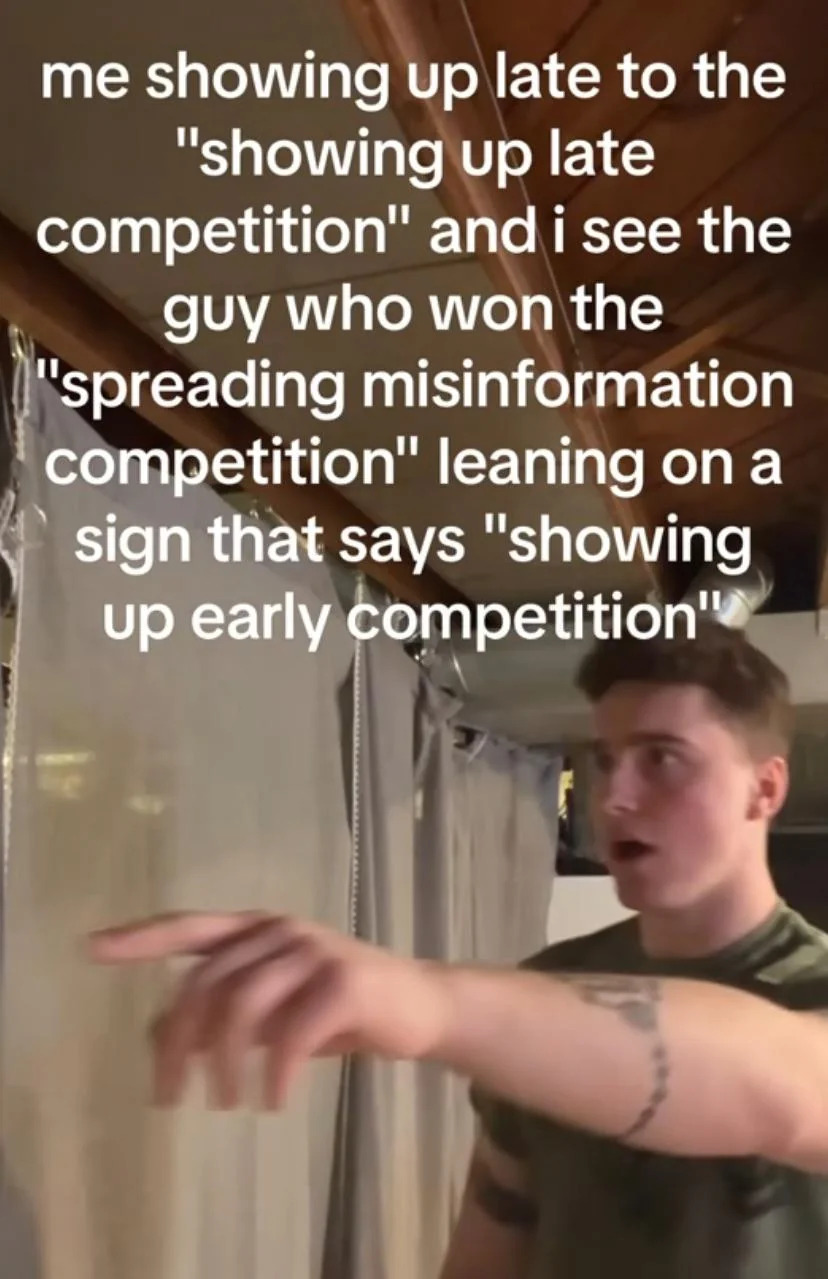 me showing up late to the
"showing up late
competition" and i see the
guy who won the
"spreading misinformation
competition" leaning on a
sign that says "showing
up early competition"